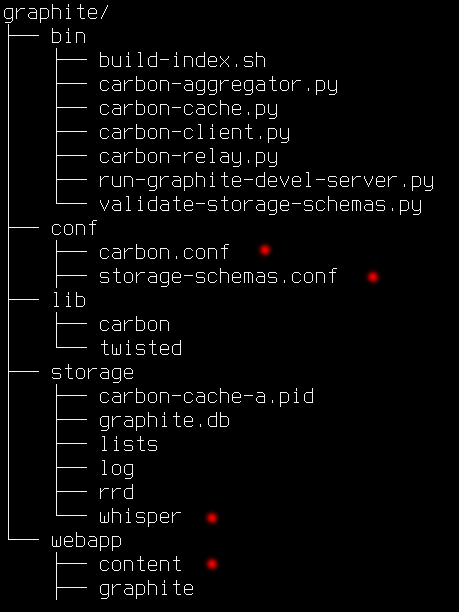 graphite/
├── bin
│   ├── build-index.sh
│   ├── carbon-aggregator.py
│   ├── carbon-cache.py
│   ├── carbon-client.py
│   ├── carbon-relay.py
│   ├── run-graphite-devel-server.py
│   └── validate-storage-schemas.py
├── conf
│   ├── carbon.conf
│   ├── storage-schemas.conf
├── lib
│   ├── carbon
│   └── twisted
├── storage
│   ├── carbon-cache-a.pid
│   ├── graphite.db
│   ├── lists
│   ├── log
│   ├── rrd
│   └── whisper
└── webapp
    ├── content
    ├── graphite